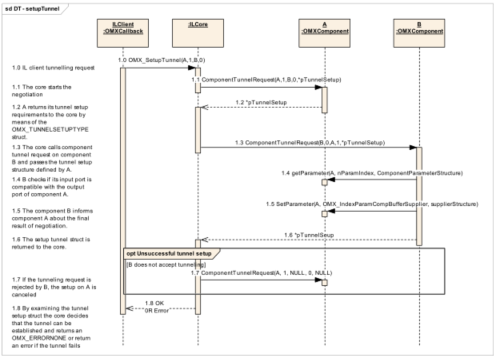 sd DT - setupTunnel
ILClient
:OMXCallback
:ILCore
A
:OMXComponent
B
:OMXComponent
1.0 OMX_SetupTunnel(A,1,B,0)
1.0 IL client tunnelling request
1.1 ComponentTunnelRequest(A,1,B,0,*pTunnelSetup)
1.1 The core starts the
negotiation
1.2 *pTunnelSetup
1.2 A returns its tunnel setup
requirements to the core by
means of the
OMX_TUNNELSETUPTYPE
struct.
1.3 ComponentTunnelRequest(B,0,A,1,*pTunnelSetup)
1.3 The core calls component
tunnel request on component
B and passes the tunnel setup
structure defined by A.
1.4 getParameter(A, nParamIndex, ComponentParameterStructure)
1.4 B checks if its input port is
compatible with the output
port of component A.
1.5 SetParameter(A, OMX_IndexParamCompBufferSupplier, supplierStructure)
1.5 The component B informs
component A about the final
result of negotiation.
1.6 *pTunnelSetup
1.6 The setup tunnel struct is
returned to the core.
opt Unsuccessful tunnel setup
[B does not accept tunneling]
1.7 ComponentTunnelRequest(A, 1, NULL, 0, NULL)
1.7 If the tunneling request is
rejected by B, the setup on A is
canceled
1.8 OK
OR Error
1.8 By examining the tunnel
setup struct the core decides
that the tunnel can be
established and returns an
OMX_ERRORNONE or return
an error if the tunnel fails